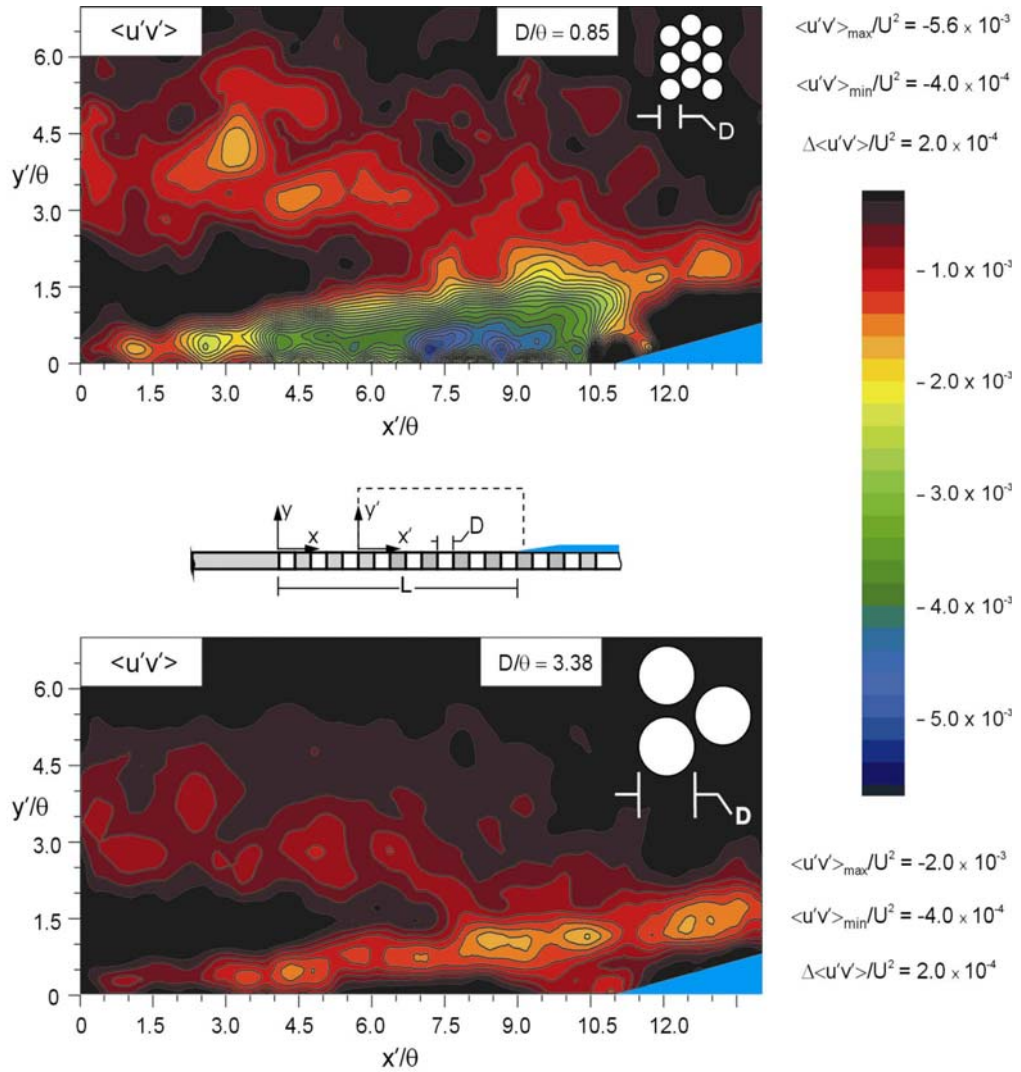 <u'v'>
D/θ = 0.85
D
<u'v'>max/U² = -5.6 × 10⁻³
<u'v'>min/U² = -4.0 × 10⁻⁴
Δ<u'v'>/U² = 2.0 × 10⁻⁴
y'/θ
6.0
4.5
3.0
1.5
0
0 1.5 3.0 4.5 6.0 7.5 9.0 10.5 12.0
x'/θ
- 1.0 x 10⁻³
- 2.0 x 10⁻³
- 3.0 x 10⁻³
- 4.0 x 10⁻³
- 5.0 x 10⁻³
y y' D
x x'
L
<u'v'>
D/θ = 3.38
D
y'/θ
6.0
4.5
3.0
1.5
0
0 1.5 3.0 4.5 6.0 7.5 9.0 10.5 12.0
x'/θ
<u'v'>max/U² = -2.0 × 10⁻³
<u'v'>min/U² = -4.0 × 10⁻⁴
Δ<u'v'>/U² = 2.0 × 10⁻⁴